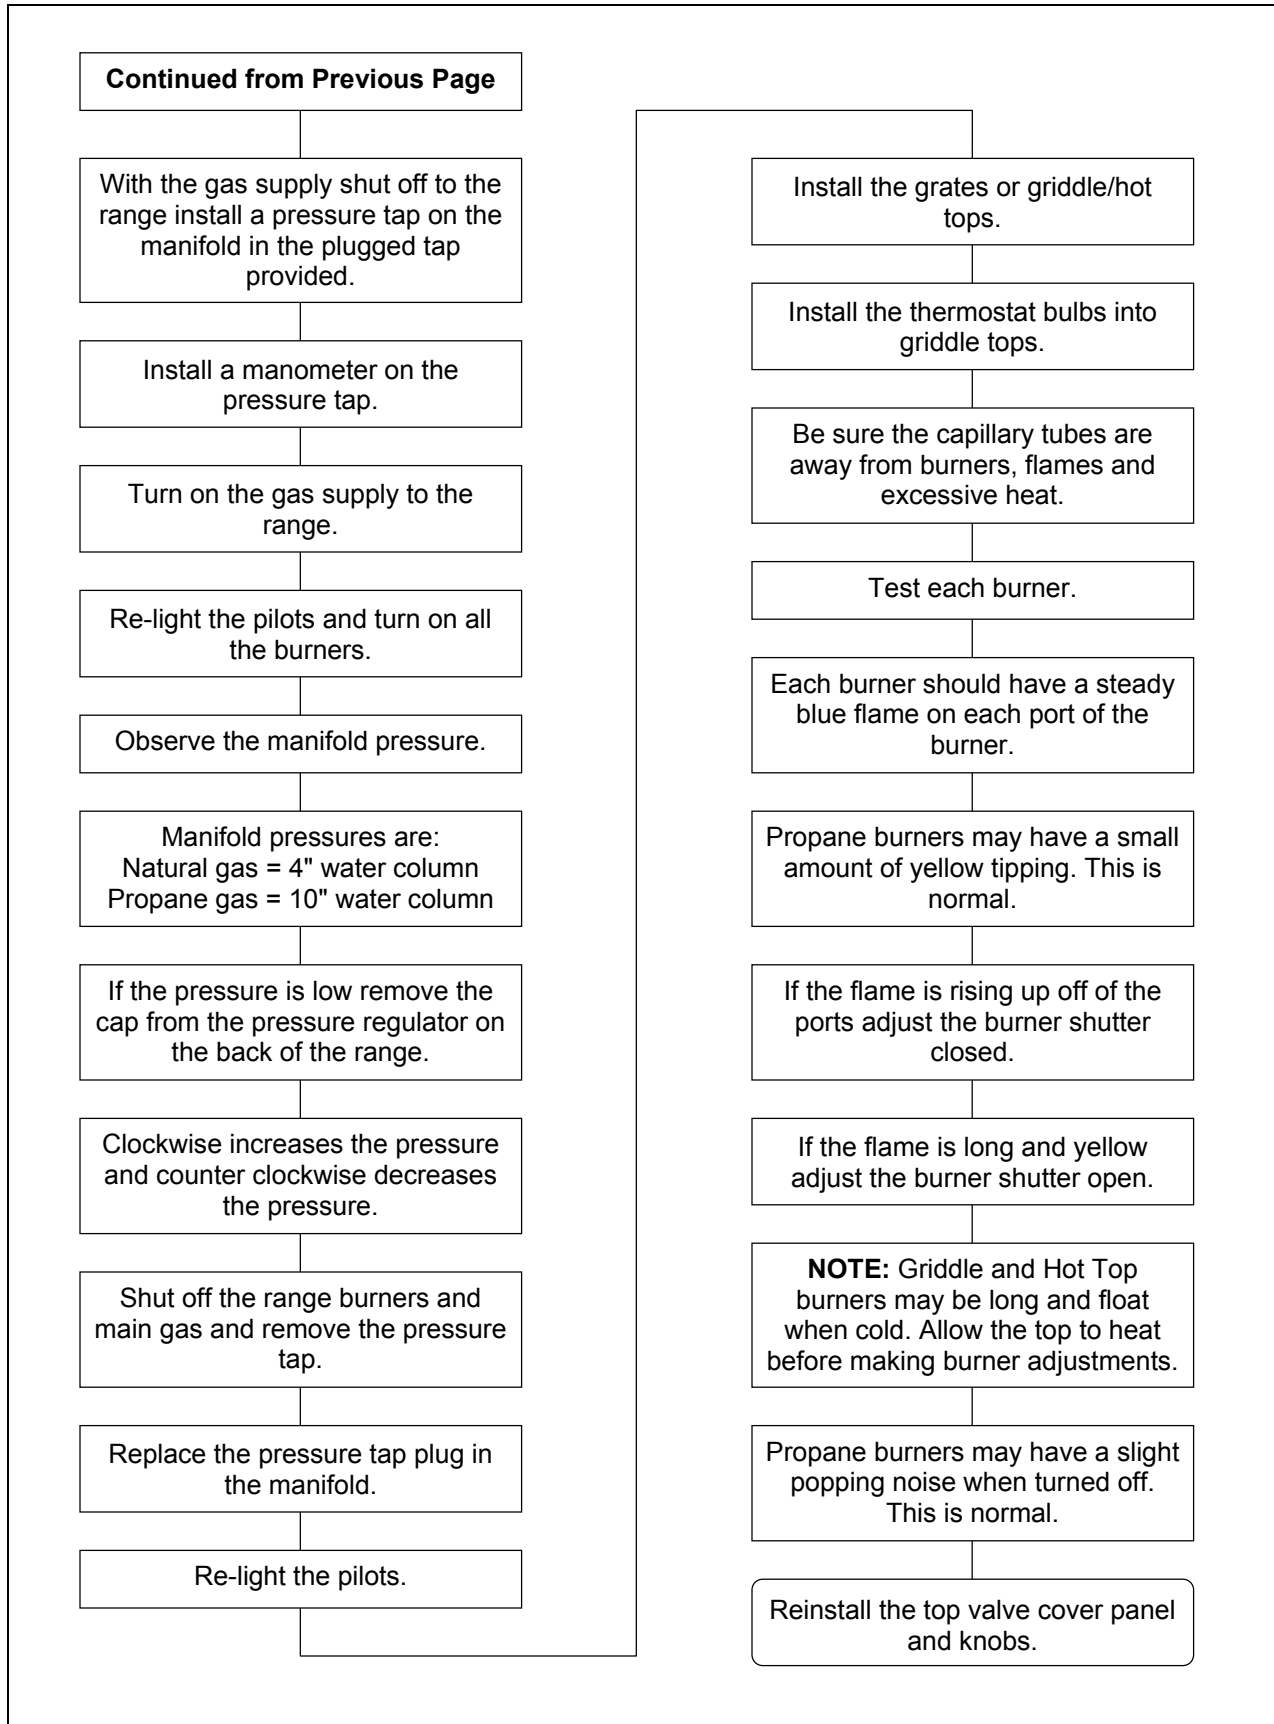 Continued from Previous Page
With the gas supply shut off to the
range install a pressure tap on the
manifold in the plugged tap
provided.
Install a manometer on the
pressure tap.
Turn on the gas supply to the
range.
Re-light the pilots and turn on all
the burners.
Observe the manifold pressure.
Manifold pressures are:
Natural gas = 4" water column
Propane gas = 10" water column
If the pressure is low remove the
cap from the pressure regulator on
the back of the range.
Clockwise increases the pressure
and counter clockwise decreases
the pressure.
Shut off the range burners and
main gas and remove the pressure
tap.
Replace the pressure tap plug in
the manifold.
Re-light the pilots.
Install the grates or griddle/hot
tops.
Install the thermostat bulbs into
griddle tops.
Be sure the capillary tubes are
away from burners, flames and
excessive heat.
Test each burner.
Each burner should have a steady
blue flame on each port of the
burner.
Propane burners may have a small
amount of yellow tipping. This is
normal.
If the flame is rising up off of the
ports adjust the burner shutter
closed.
If the flame is long and yellow
adjust the burner shutter open.
NOTE: Griddle and Hot Top
burners may be long and float
when cold. Allow the top to heat
before making burner adjustments.
Propane burners may have a slight
popping noise when turned off.
This is normal.
Reinstall the top valve cover panel
and knobs.